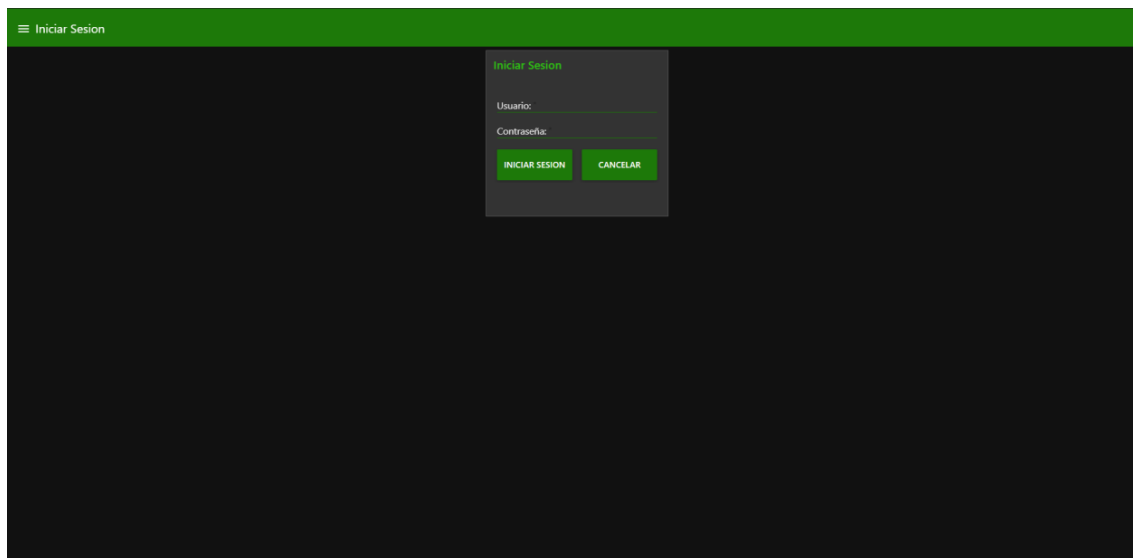 Iniciar Sesion
Iniciar Sesion
Usuario:
Contraseña:
INICIAR SESION CANCELAR